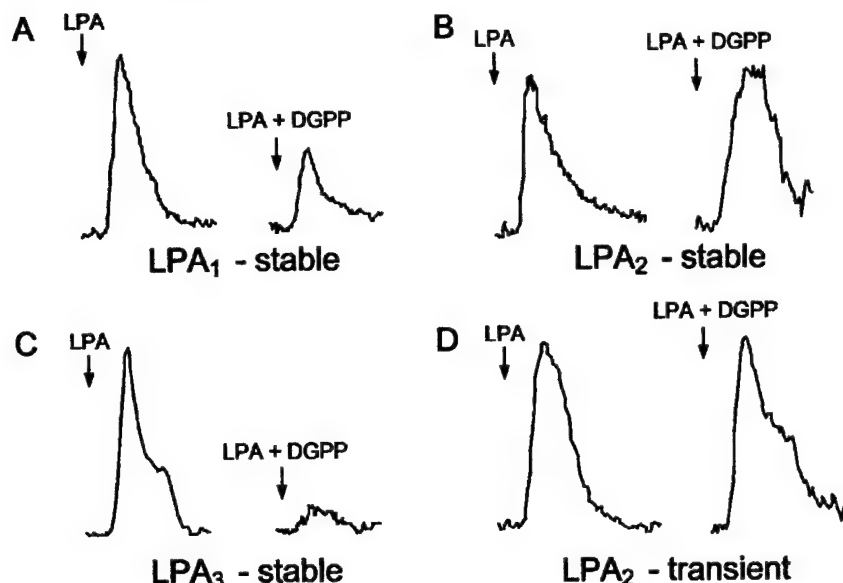 A
LPA
LPA + DGPP
LPA₁ - stable
B
LPA
LPA + DGPP
LPA₂ - stable
C
LPA
LPA + DGPP
LPA₃ - stable
D
LPA
LPA + DGPP
LPA₂ - transient